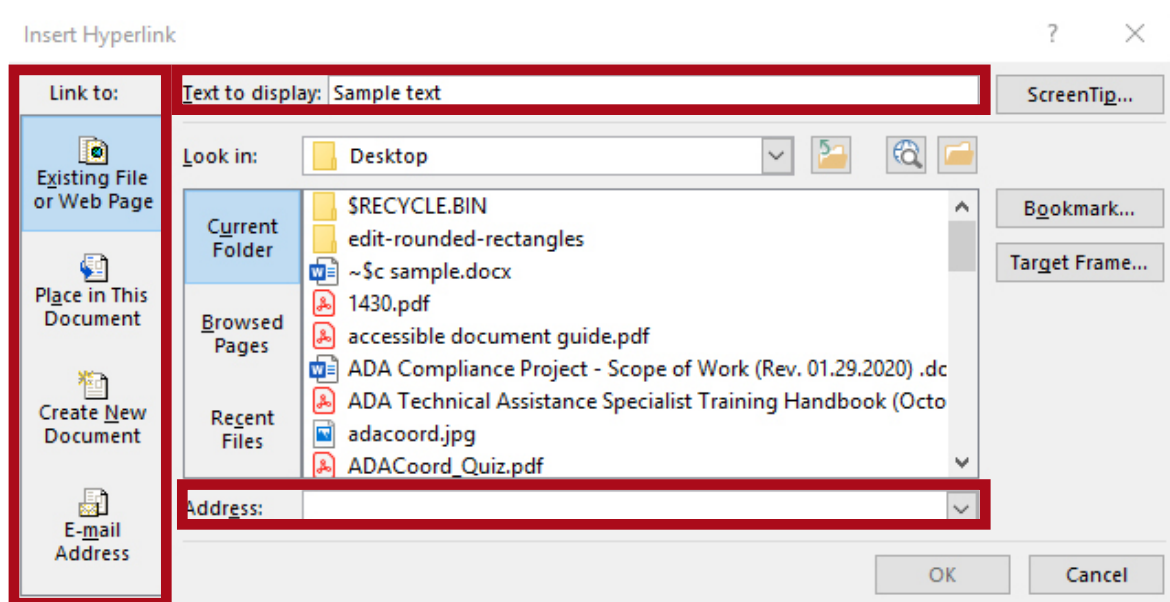 Insert Hyperlink
?
Link to:
Text to display: Sample text
ScreenTip...
Existing File
or Web Page
Look in: Desktop
Current
Folder
$RECYCLE.BIN
Bookmark...
edit-rounded-rectangles
~$c sample.docx
Target Frame...
Place in This
Document
1430.pdf
Browsed
Pages
accessible document guide.pdf
ADA Compliance Project - Scope of Work (Rev. 01.29.2020) .dc
Create New
Document
Recent
Files
ADA Technical Assistance Specialist Training Handbook (Octo
adacoord.jpg
ADACoord_Quiz.pdf
E-mail
Address
Address:
OK
Cancel